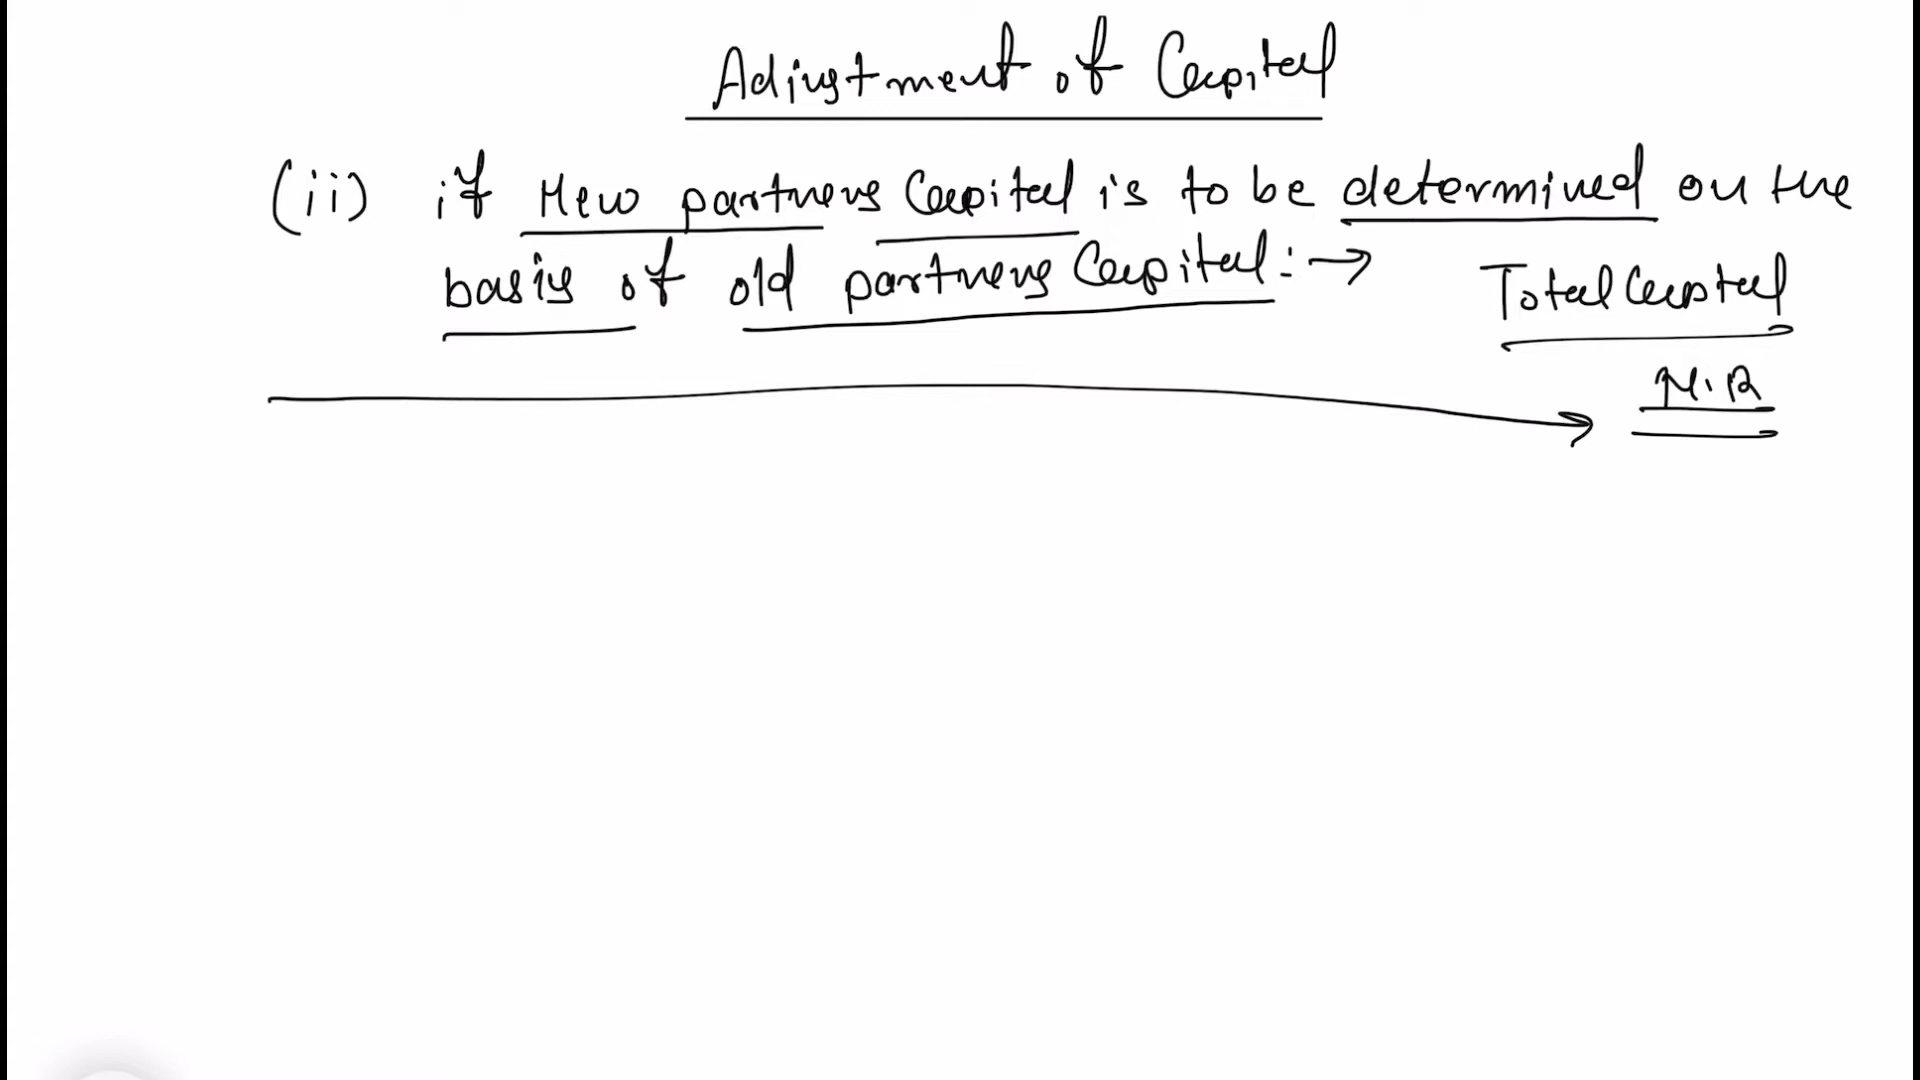 Adjustment of Capital
(ii) if New partners Capital is to be determined on the
basis of old partners Capital:→ Total Capital
N.R